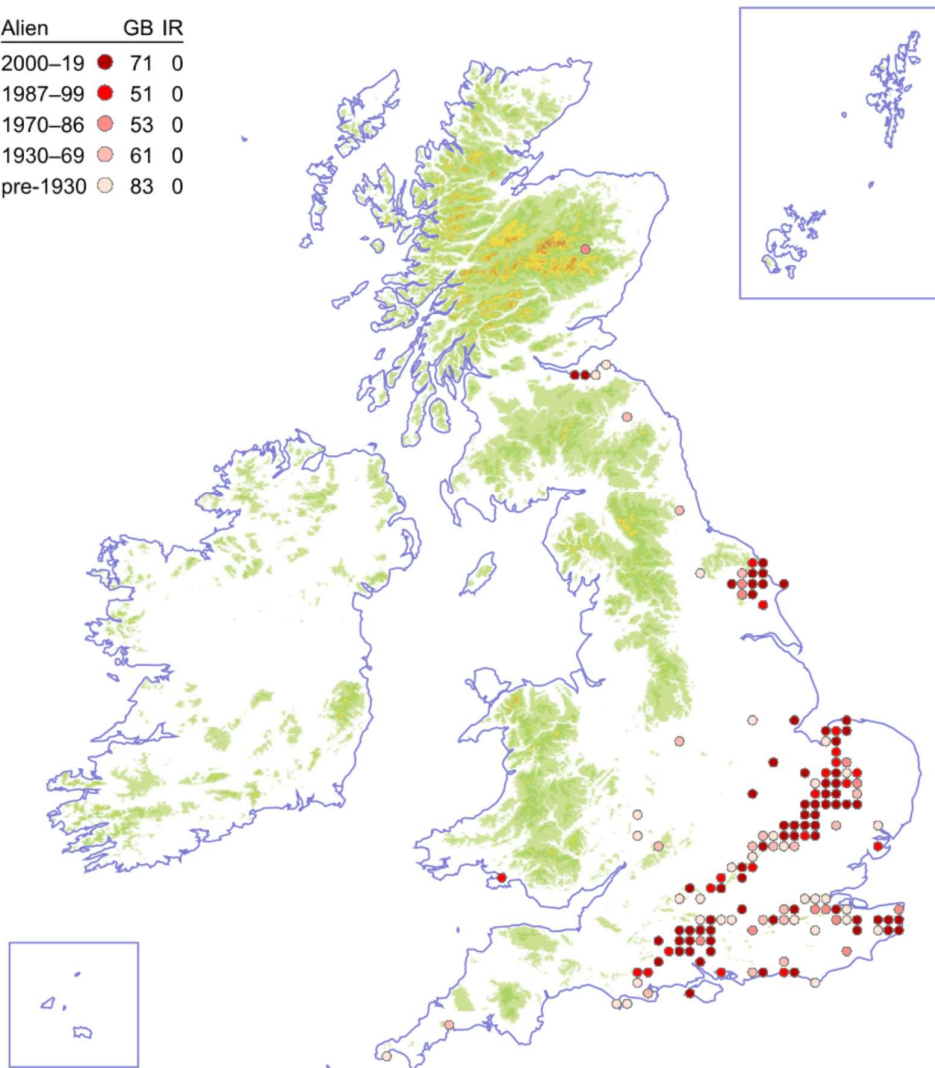 Alien GB IR
2000–19 71 0
1987–99 51 0
1970–86 53 0
1930–69 61 0
pre-1930 83 0